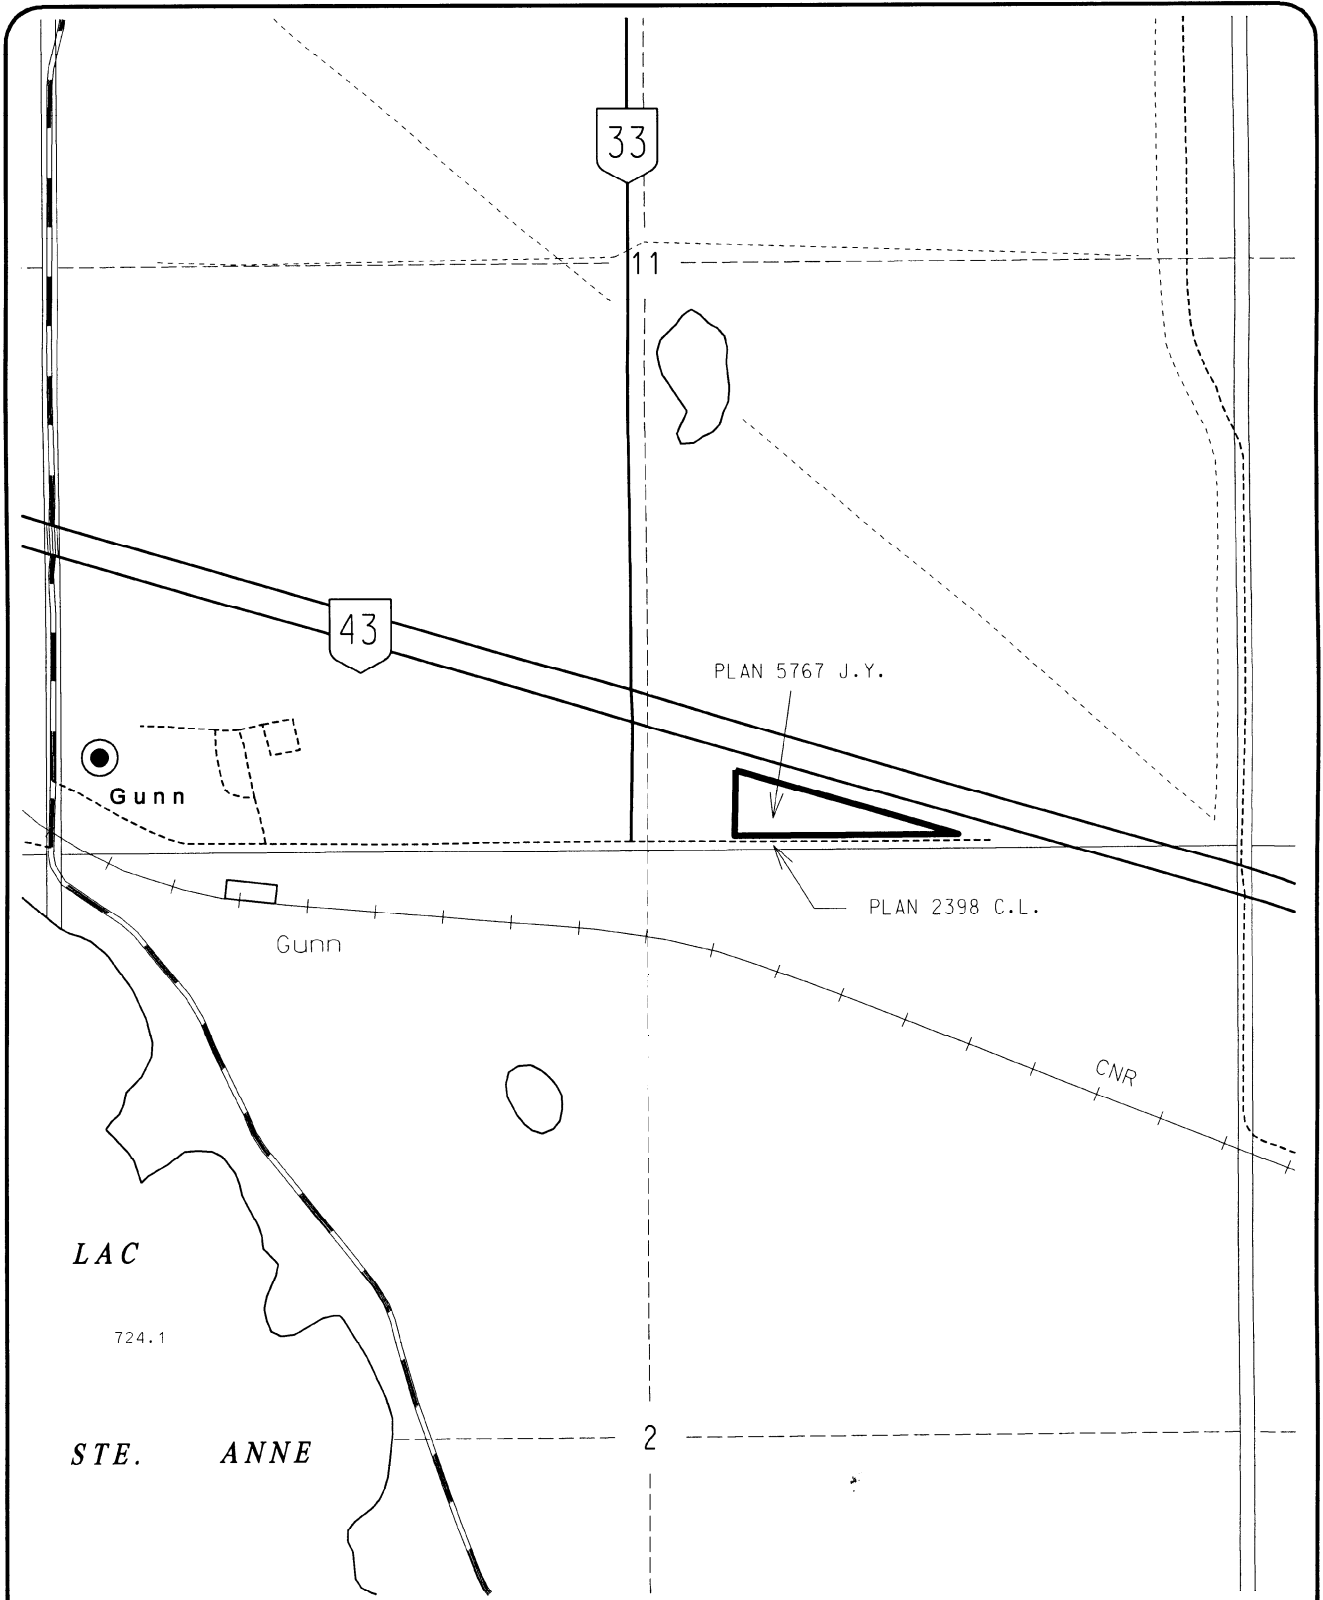 33
11
43
PLAN 5767 J.Y.
Gunn
PLAN 2398 C.L.
Gunn
CNR
LAC
724.1
STE. ANNE
2